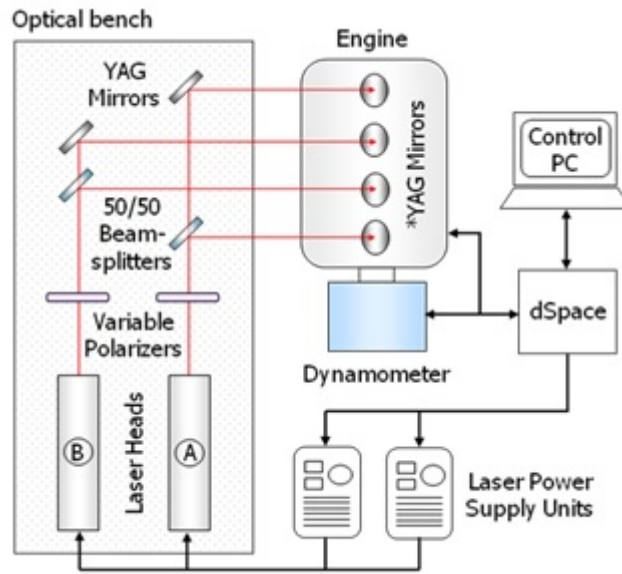 Optical bench
YAG
Mirrors
Engine
*YAG Mirrors
Control
PC
50/50
Beam-
splitters
Variable
Polarizers
dSpace
Dynamometer
B
Laser Heads
A
Laser Power
Supply Units